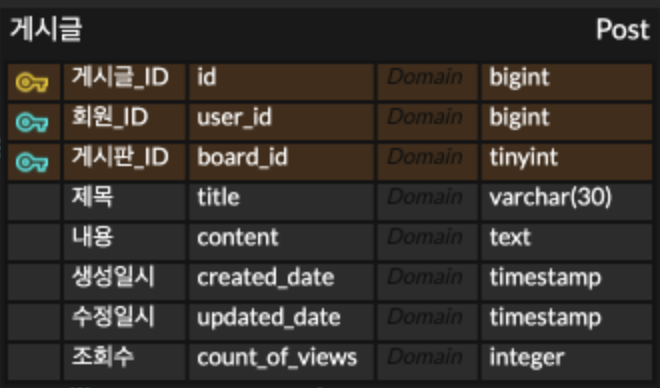 게시글 Post
게시글_ID id Domain bigint
회원_ID user_id Domain bigint
게시판_ID board_id Domain tinyint
제목 title Domain varchar(30)
내용 content Domain text
생성일시 created_date Domain timestamp
수정일시 updated_date Domain timestamp
조회수 count_of_views Domain integer